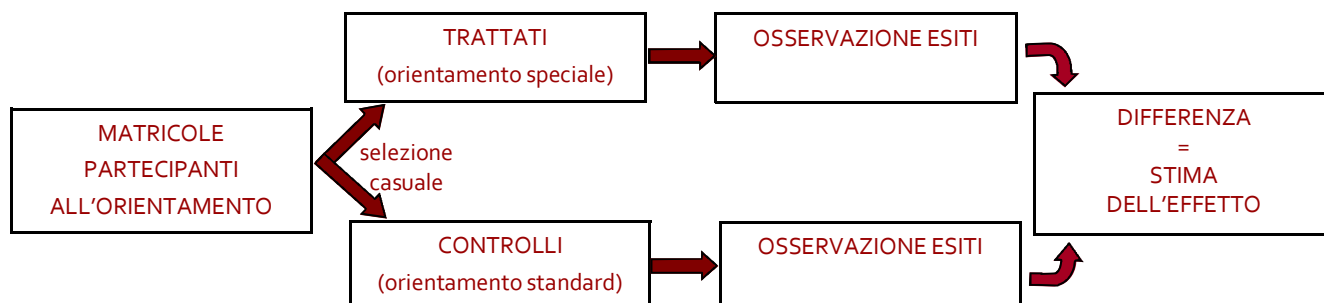 MATRICOLE
PARTECIPANTI
ALL’ORIENTAMENTO
selezione
casuale
TRATTATI
(orientamento speciale)
OSSERVAZIONE ESITI
CONTROLLI
(orientamento standard)
OSSERVAZIONE ESITI
DIFFERENZA
=
STIMA
DELL’EFFETTO